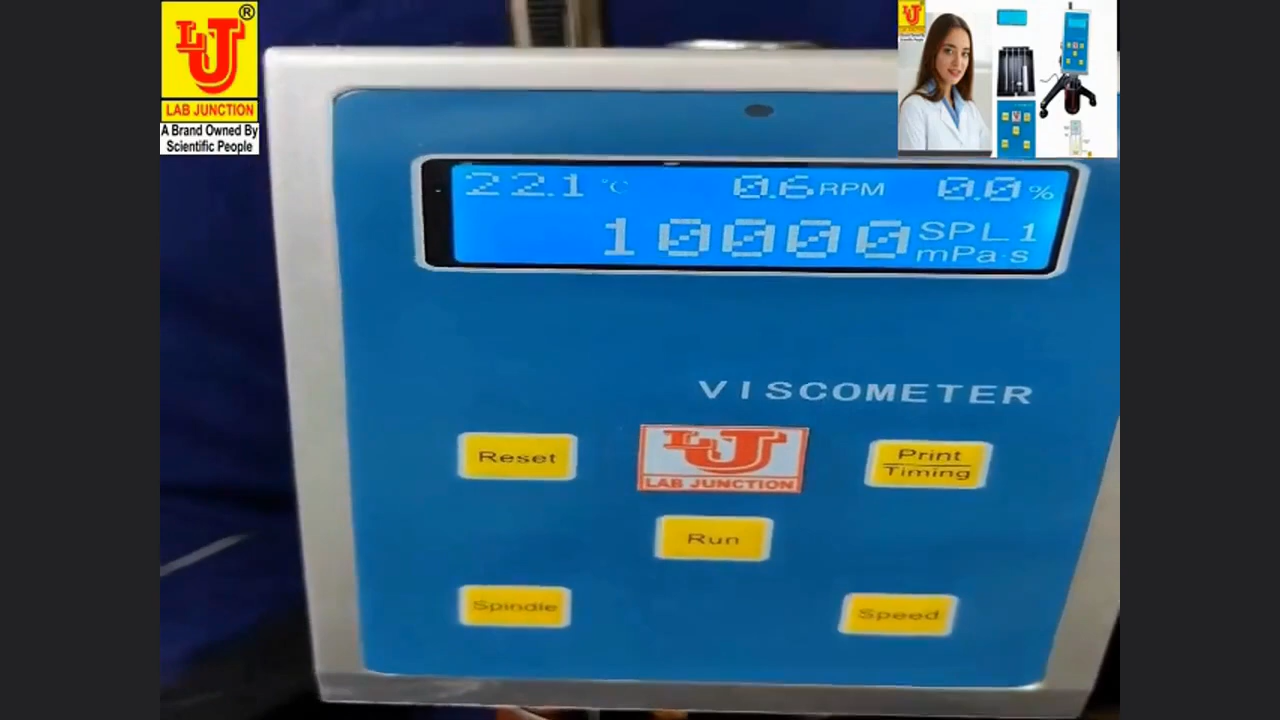 LJ®
LAB JUNCTION
A Brand Owned By
Scientific People
22.1 °C 0.6 RPM 0.0 %
10000 SPL 1
mPa·s
VISCOMETER
Reset
LJ
LAB JUNCTION
Print
Timing
Run
Spindle
Speed